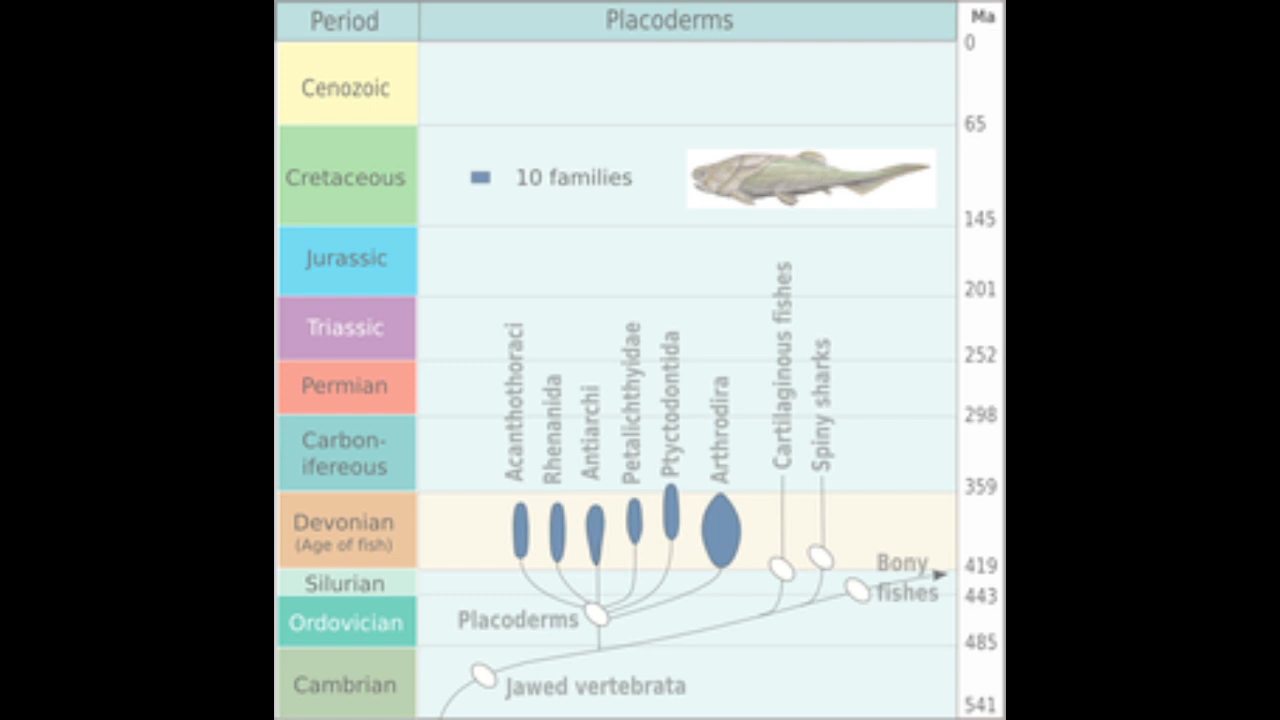 Period
Placoderms
Ma
0
Cenozoic
65
Cretaceous
10 families
145
Jurassic
201
Triassic
252
Permian
298
Carbon-
ifereous
359
Acanthothoraci
Rhenanida
Antiarchi
Petalichthyidae
Ptyctodontida
Arthrodira
Cartilaginous fishes
Spiny sharks
Devonian
(Age of fish)
419
Bony
fishes
Silurian
443
Placoderms
Ordovician
485
Cambrian
Jawed vertebrata
541